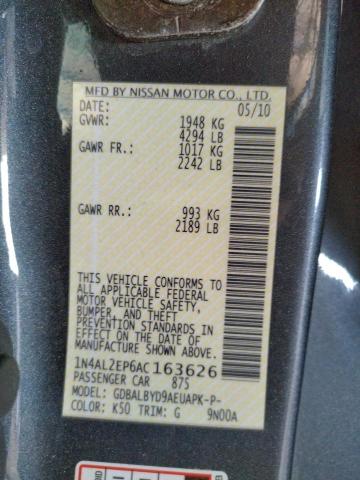 MFD BY NISSAN MOTOR CO., LTD.
DATE: 05/10
GVWR: 1948 KG
4294 LB
GAWR FR.: 1017 KG
2242 LB
GAWR RR.: 993 KG
2189 LB
THIS VEHICLE CONFORMS TO
ALL APPLICABLE FEDERAL
MOTOR VEHICLE SAFETY,
BUMPER, AND THEFT
PREVENTION STANDARDS IN
EFFECT ON THE DATE OF
MANUFACTURE SHOWN
ABOVE.
1N4AL2EP6AC163626
PASSENGER CAR 875
MODEL: GDBALBYD9AEUAPK-P-
COLOR: K50 TRIM: G 9N00A